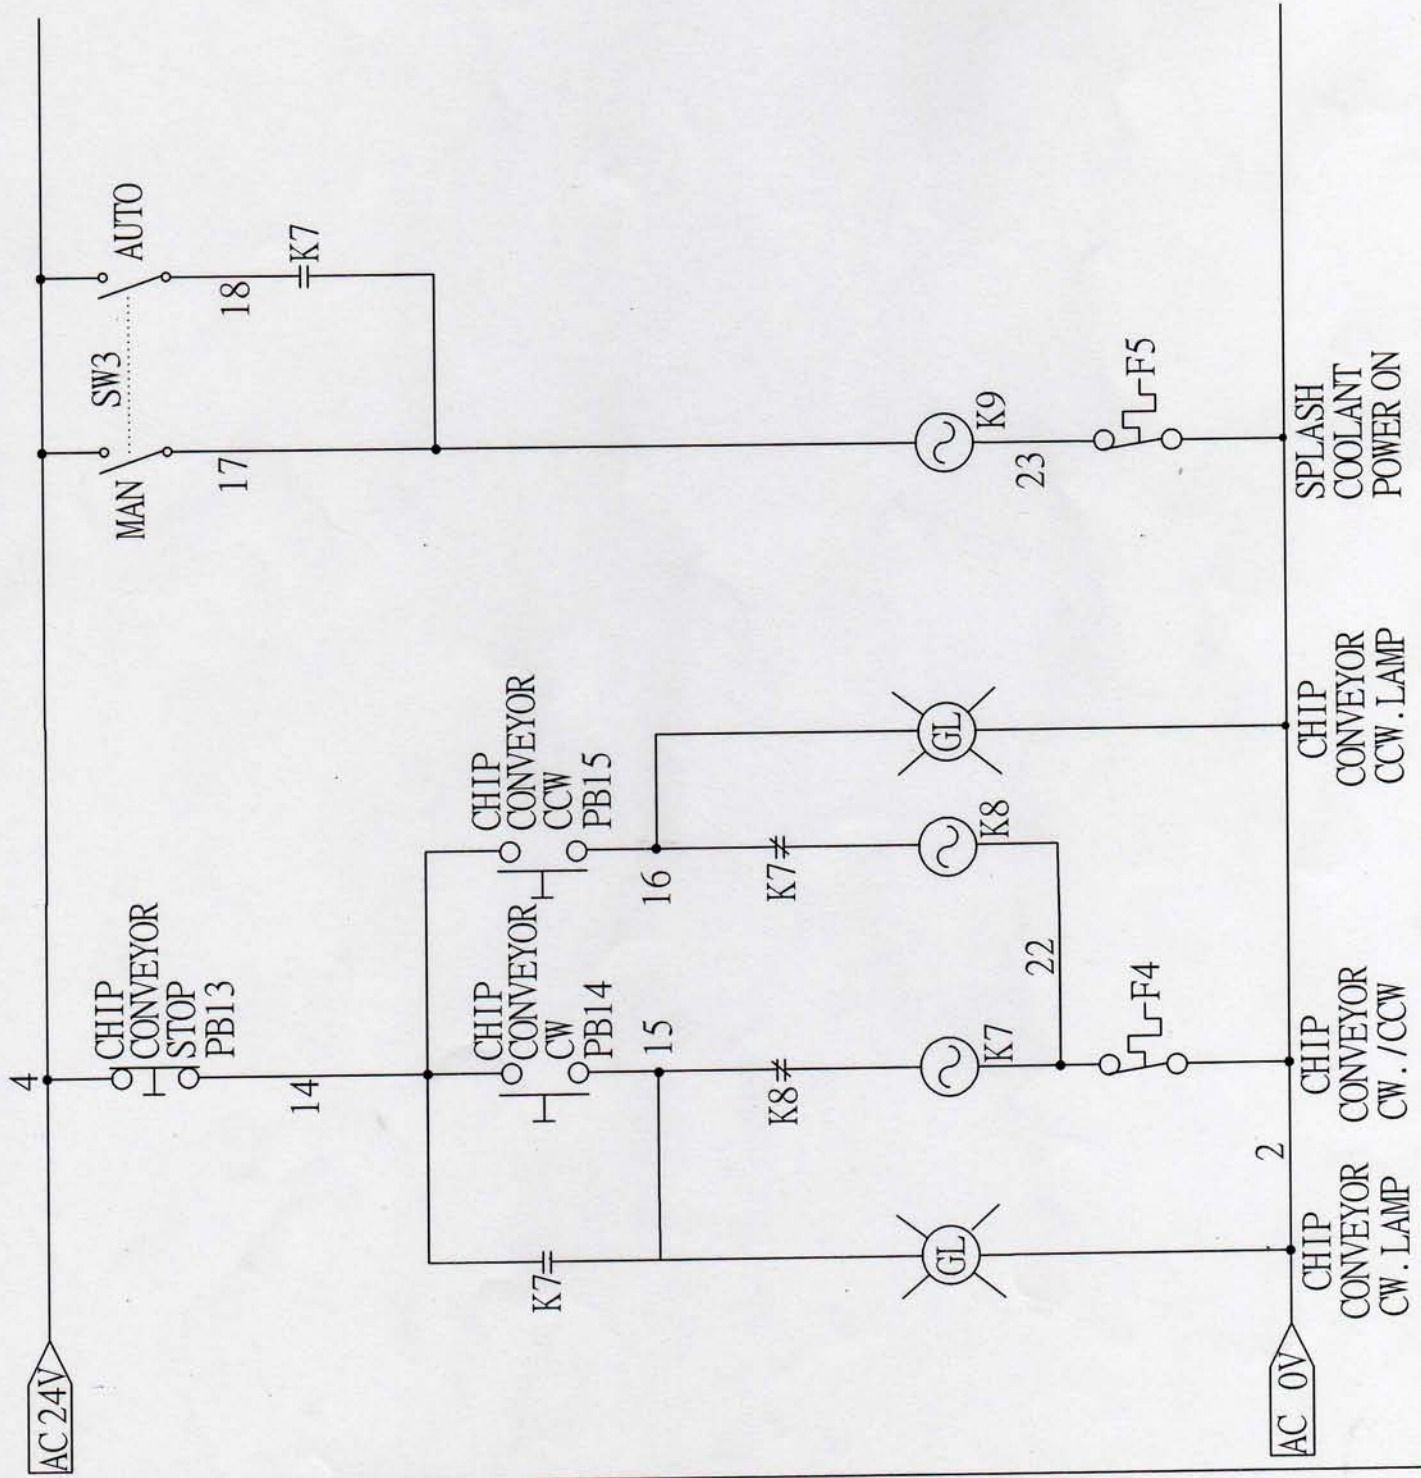 AC24V
4
CHIP
CONVEYOR
STOP
PB13
14
MAN
SW3
AUTO
17
18
K7
K7
CHIP
CONVEYOR
CW
PB14
CHIP
CONVEYOR
CCW
PB15
15
16
K8
K7
GL
K7
K8
GL
K9
22
23
F4
F5
2
AC 0V
CHIP
CONVEYOR
CW.LAMP
CHIP
CONVEYOR
CW./CCW
CHIP
CONVEYOR
CCW.LAMP
SPLASH
COOLANT
POWER ON